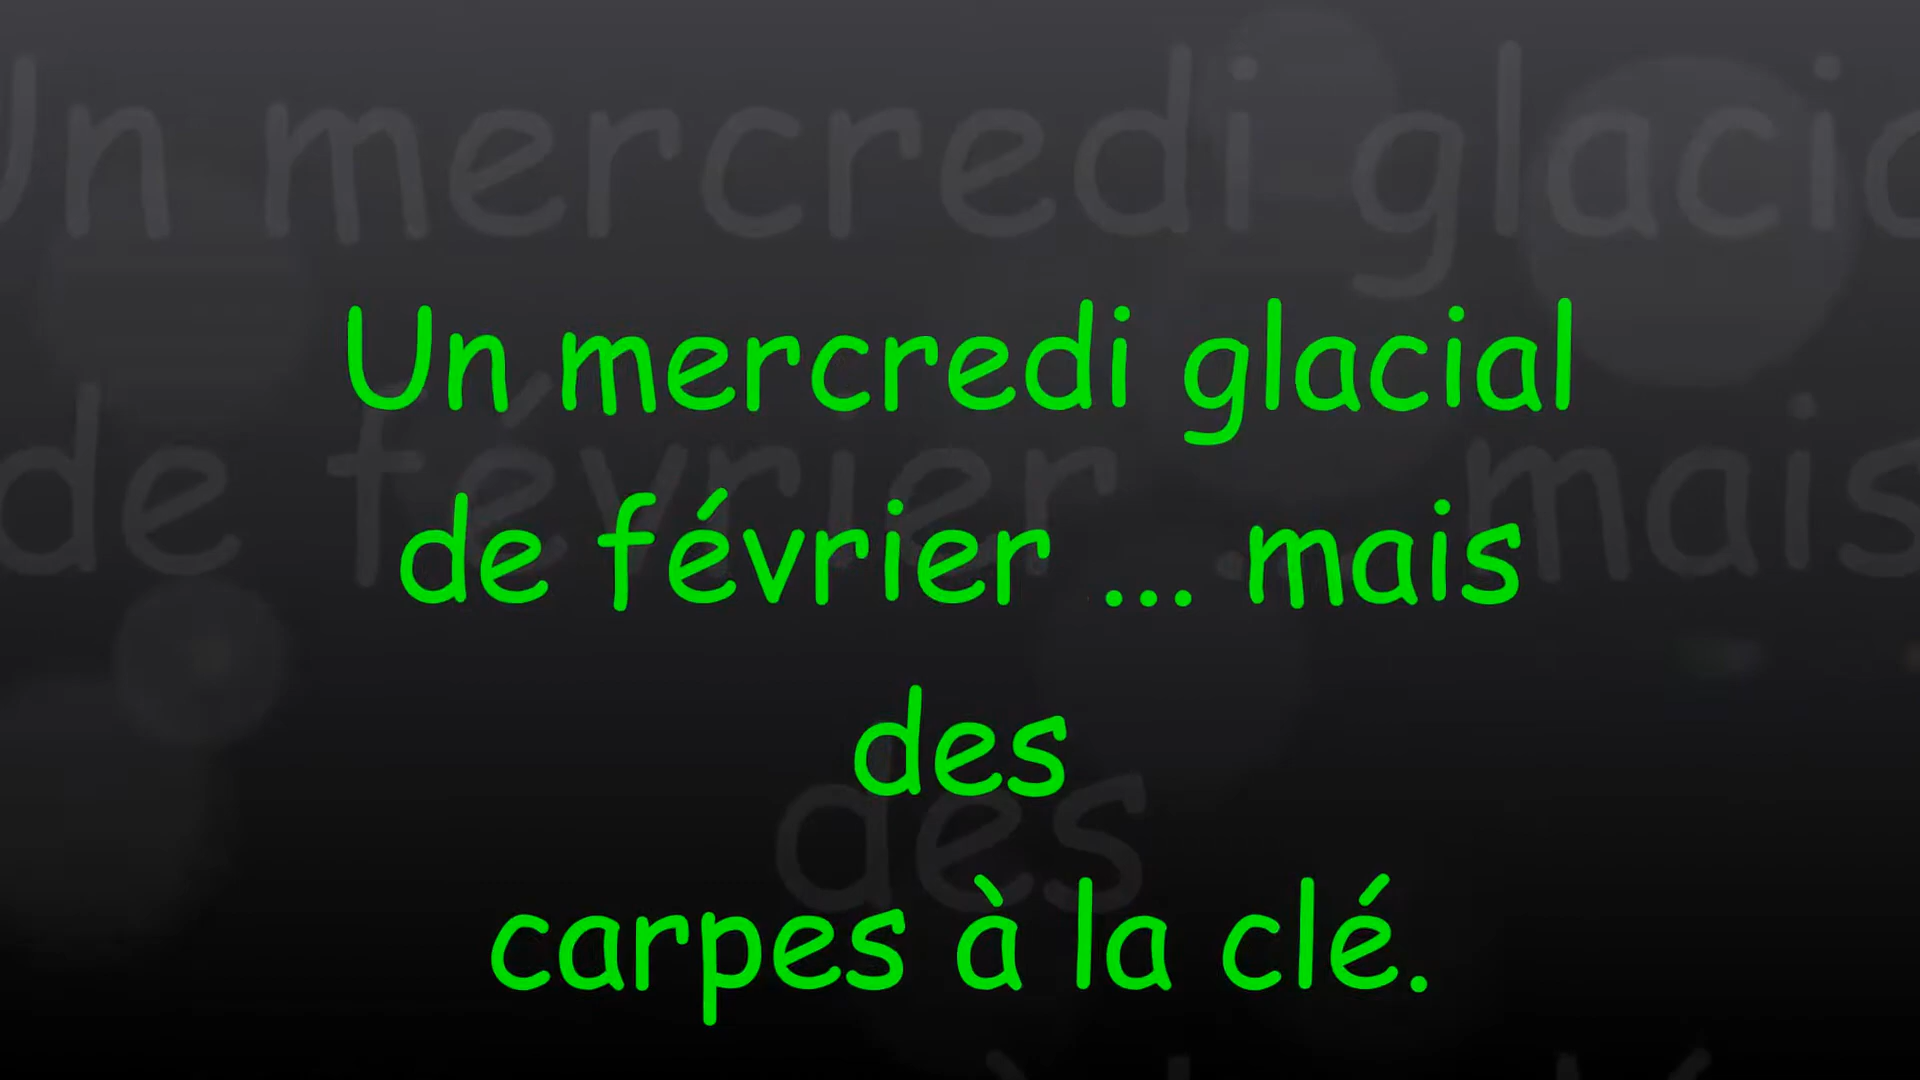 Un mercredi glacial
de février ... mais
des
carpes à la clé.